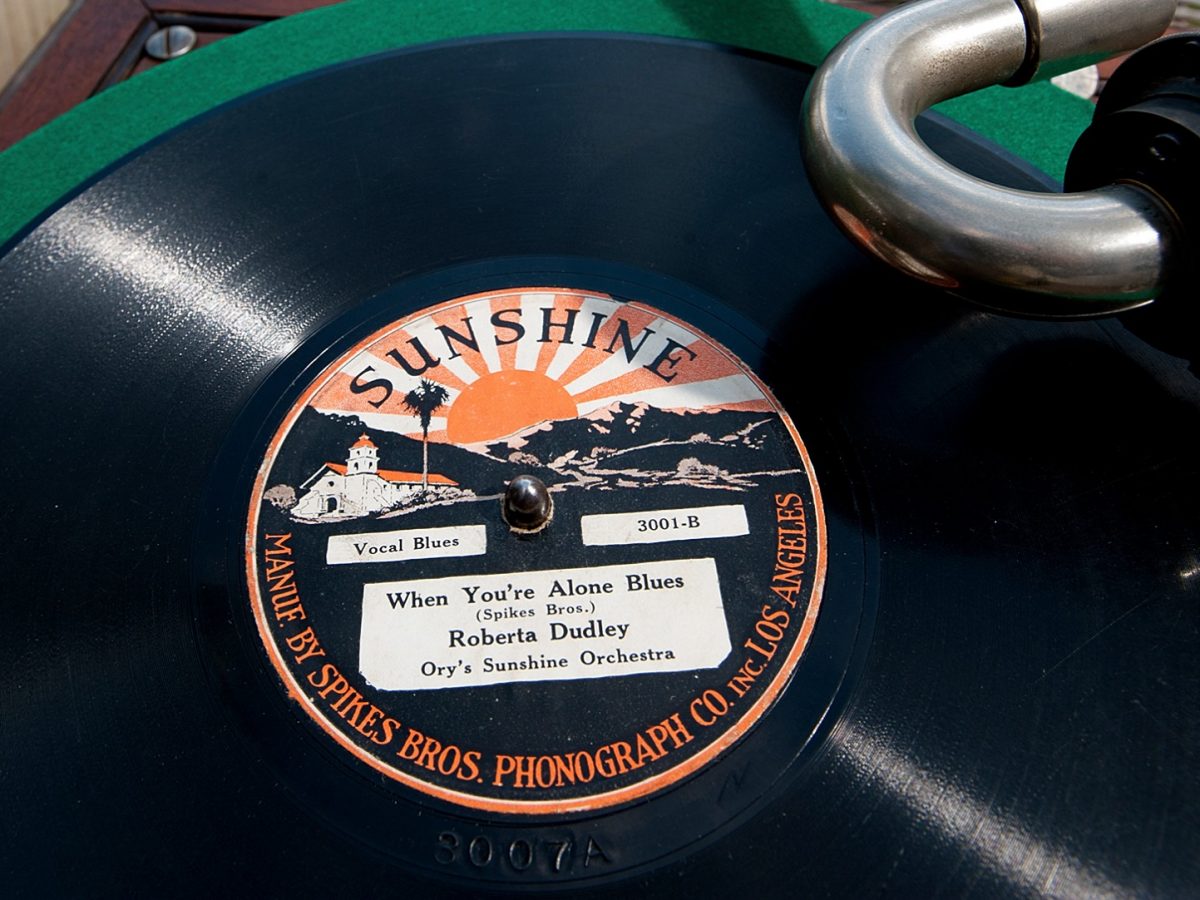 SUNSHINE
Vocal Blues
3001-B
When You're Alone Blues
(Spikes Bros.)
Roberta Dudley
Ory's Sunshine Orchestra
MANUF. BY SPIKES BROS. PHONOGRAPH CO. INC. LOS ANGELES
3007A